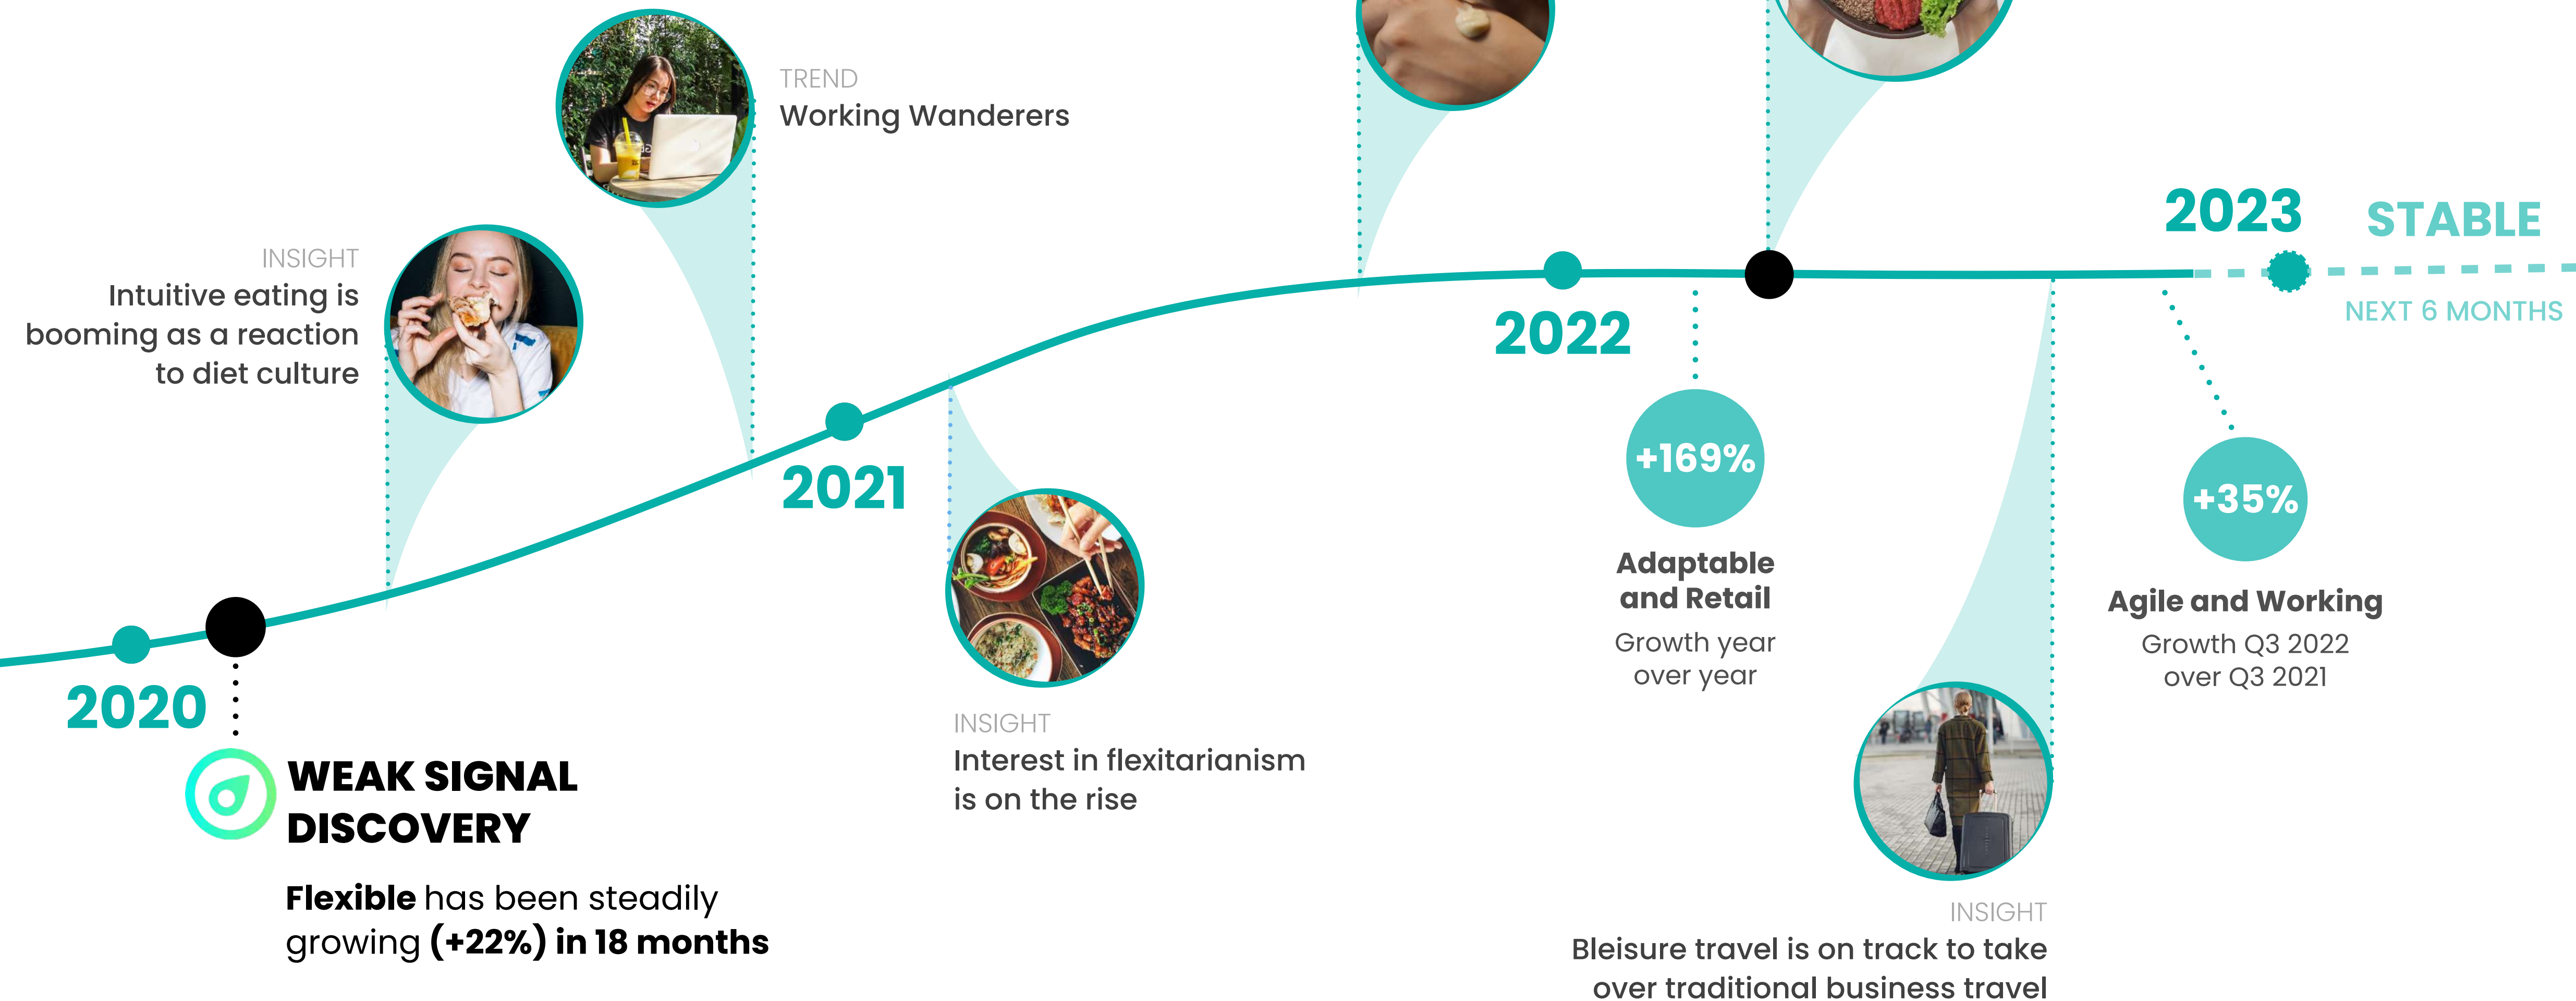 TREND
Working Wanderers
INSIGHT
Intuitive eating is
booming as a reaction
to diet culture
2023
STABLE
NEXT 6 MONTHS
2022
2021
+169%
Adaptable
and Retail
Growth year
over year
+35%
Agile and Working
Growth Q3 2022
over Q3 2021
2020
INSIGHT
Interest in flexitarianism
is on the rise
WEAK SIGNAL
DISCOVERY
Flexible has been steadily
growing (+22%) in 18 months
INSIGHT
Bleisure travel is on track to take
over traditional business travel